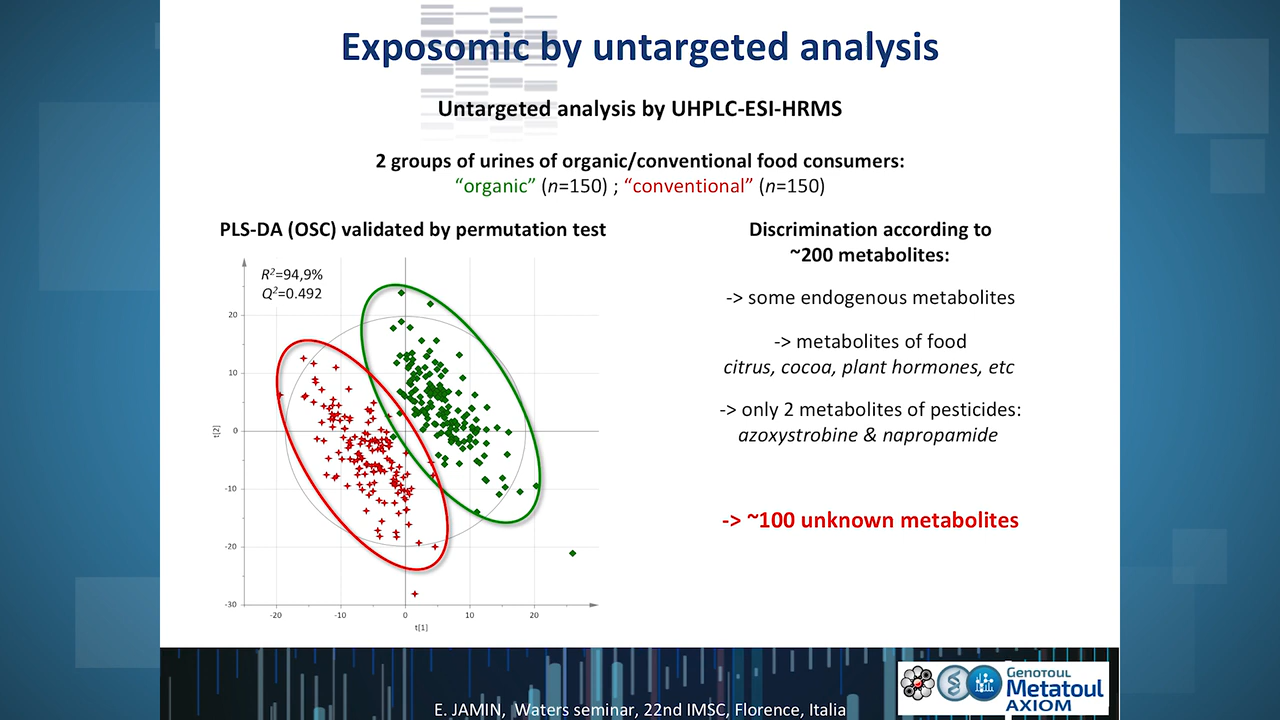 Exposomic by untargeted analysis
Untargeted analysis by UHPLC-ESI-HRMS
2 groups of urines of organic/conventional food consumers:
“organic” (n=150) ; “conventional” (n=150)
PLS-DA (OSC) validated by permutation test
R²=94,9%
Q²=0.492
20
10
0
-10
-20
-30
t[2]
-20
-10
0
10
20
t[1]
Discrimination according to
~200 metabolites:
-> some endogenous metabolites
-> metabolites of food
citrus, cocoa, plant hormones, etc
-> only 2 metabolites of pesticides:
azoxystrobine & napropamide
-> ~100 unknown metabolites
E. JAMIN, Waters seminar, 22nd IMSC, Florence, Italia
GENOTOUL
Metatoul
AXIOM